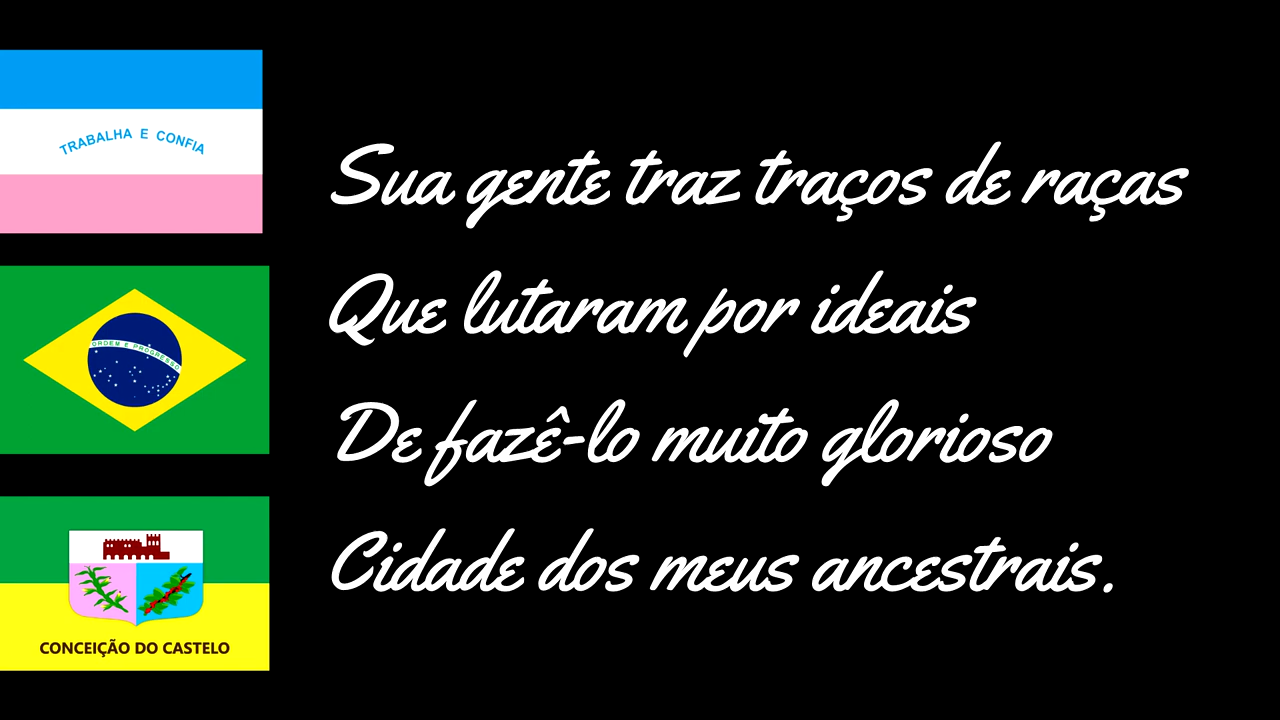 TRABALHA E CONFIA
Sua gente traz traços de raças
Que lutaram por ideais
ORDEM E PROGRESSO
De fazê-lo muito glorioso
Cidade dos meus ancestrais.
CONCEIÇÃO DO CASTELO